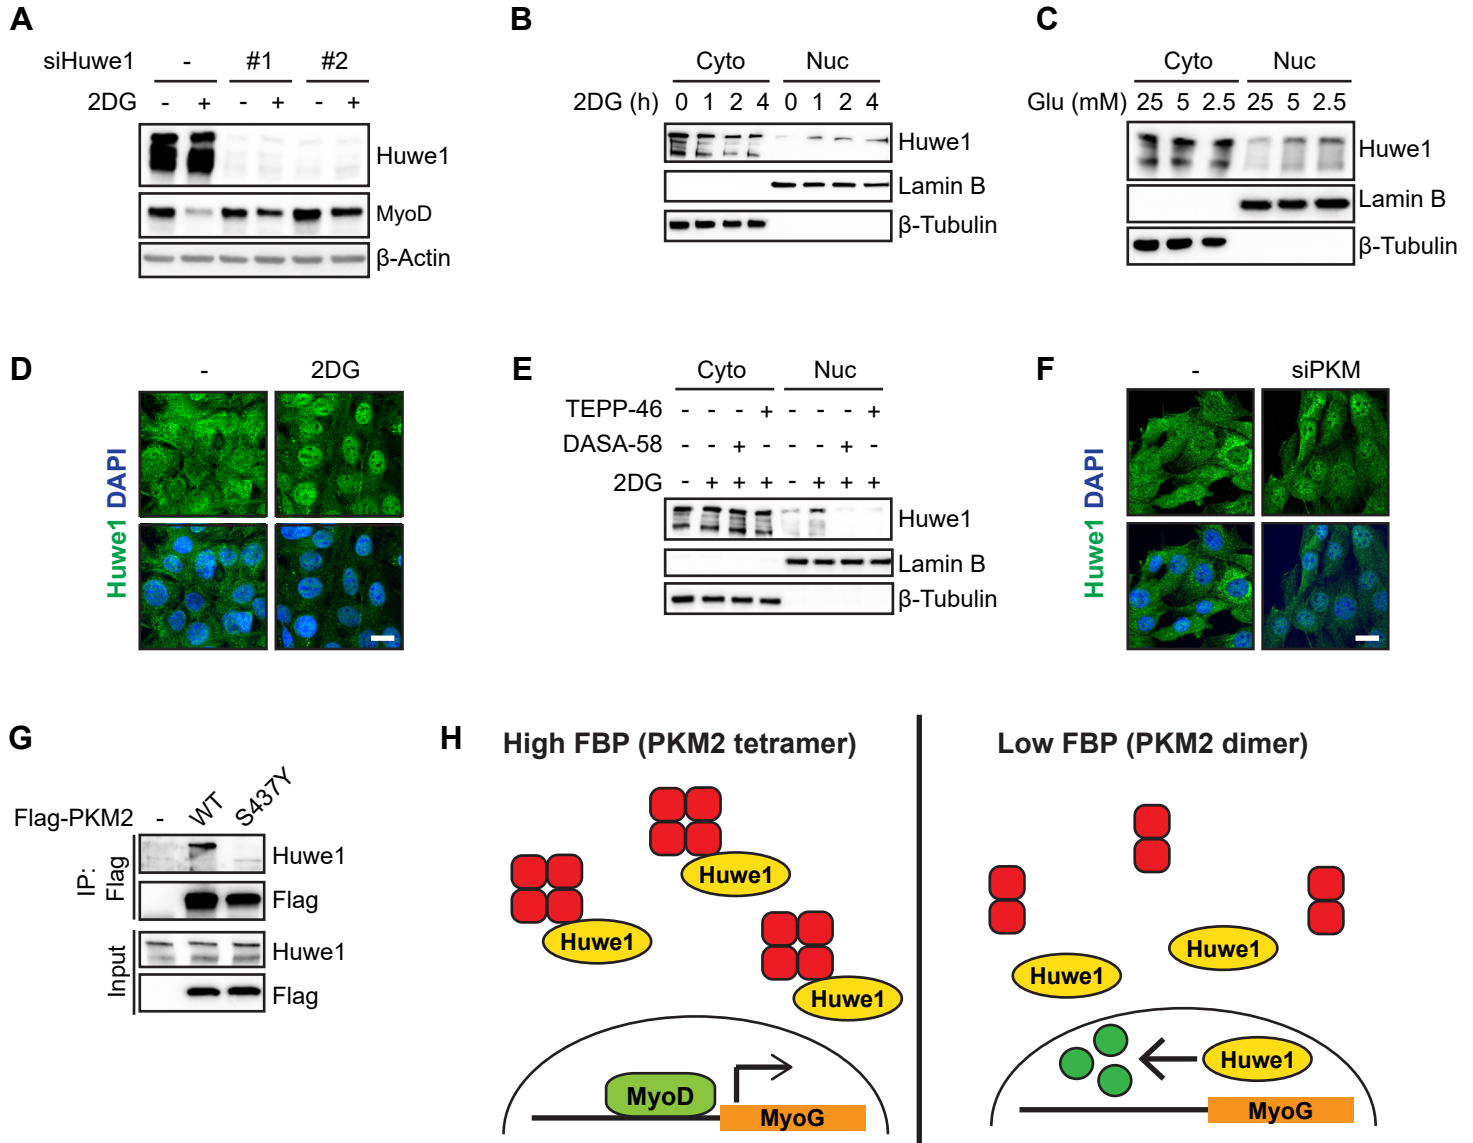 A
siHuwe1 - #1 #2
2DG - + - + - +
Huwe1
MyoD
β-Actin
B
Cyto Nuc
2DG (h) 0 1 2 4 0 1 2 4
Huwe1
Lamin B
β-Tubulin
C
Cyto Nuc
Glu (mM) 25 5 2.5 25 5 2.5
Huwe1
Lamin B
β-Tubulin
D
- 2DG
Huwe1 DAPI
E
Cyto Nuc
TEPP-46 - - - + - - - +
DASA-58 - - + - - - + -
2DG - + + + - + + +
Huwe1
Lamin B
β-Tubulin
F
- siPKM
Huwe1 DAPI
G
Flag-PKM2 - WT S437Y
IP:
Flag
Huwe1
Flag
Input
Huwe1
Flag
H
High FBP (PKM2 tetramer)
Huwe1
Huwe1
Huwe1
MyoD
MyoG
Low FBP (PKM2 dimer)
Huwe1
Huwe1
Huwe1
MyoG